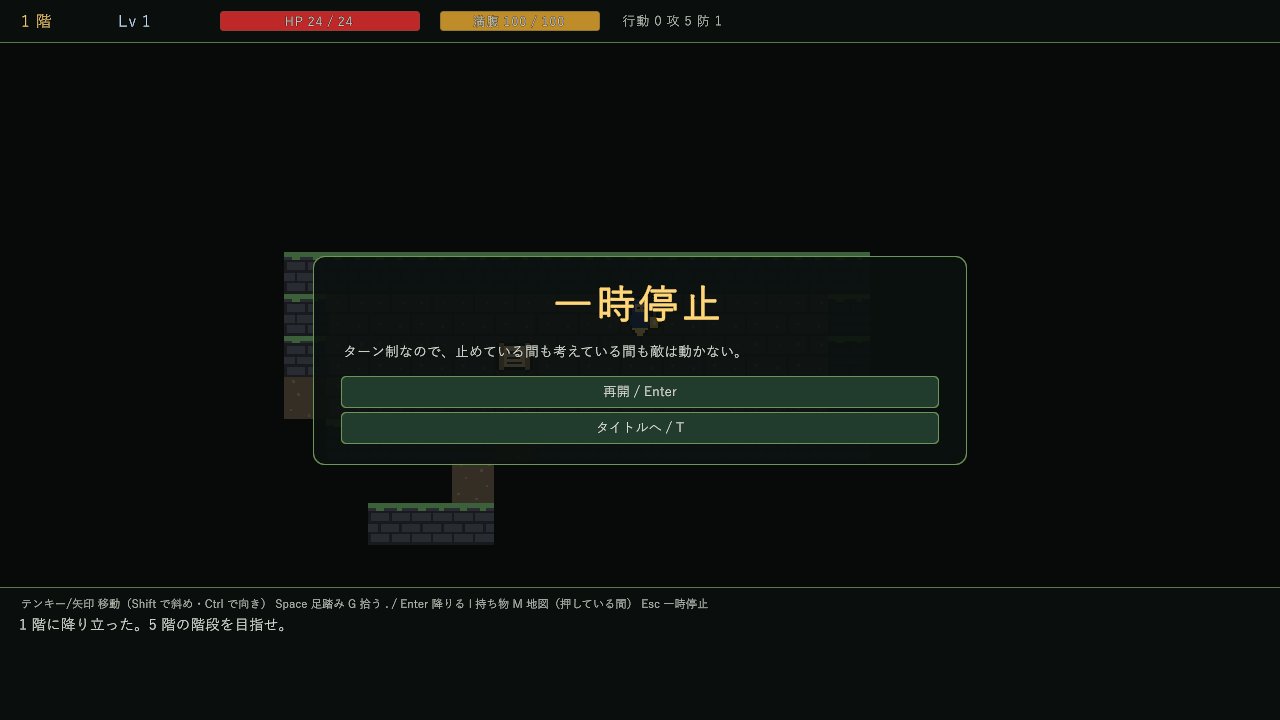 1 階 Lv 1 HP 24 / 24 満腹 100 / 100 行動 0 攻 5 防 1
一時停止
ターン制なので、止めている間も考えている間も敵は動かない。
再開 / Enter
タイトルへ / T
テンキー/矢印 移動（Shift で斜め・Ctrl で向き） Space 足踏み G 拾う . / Enter 降りる I 持ち物 M 地図（押している間） Esc 一時停止
1 階に降り立った。5 階の階段を目指せ。